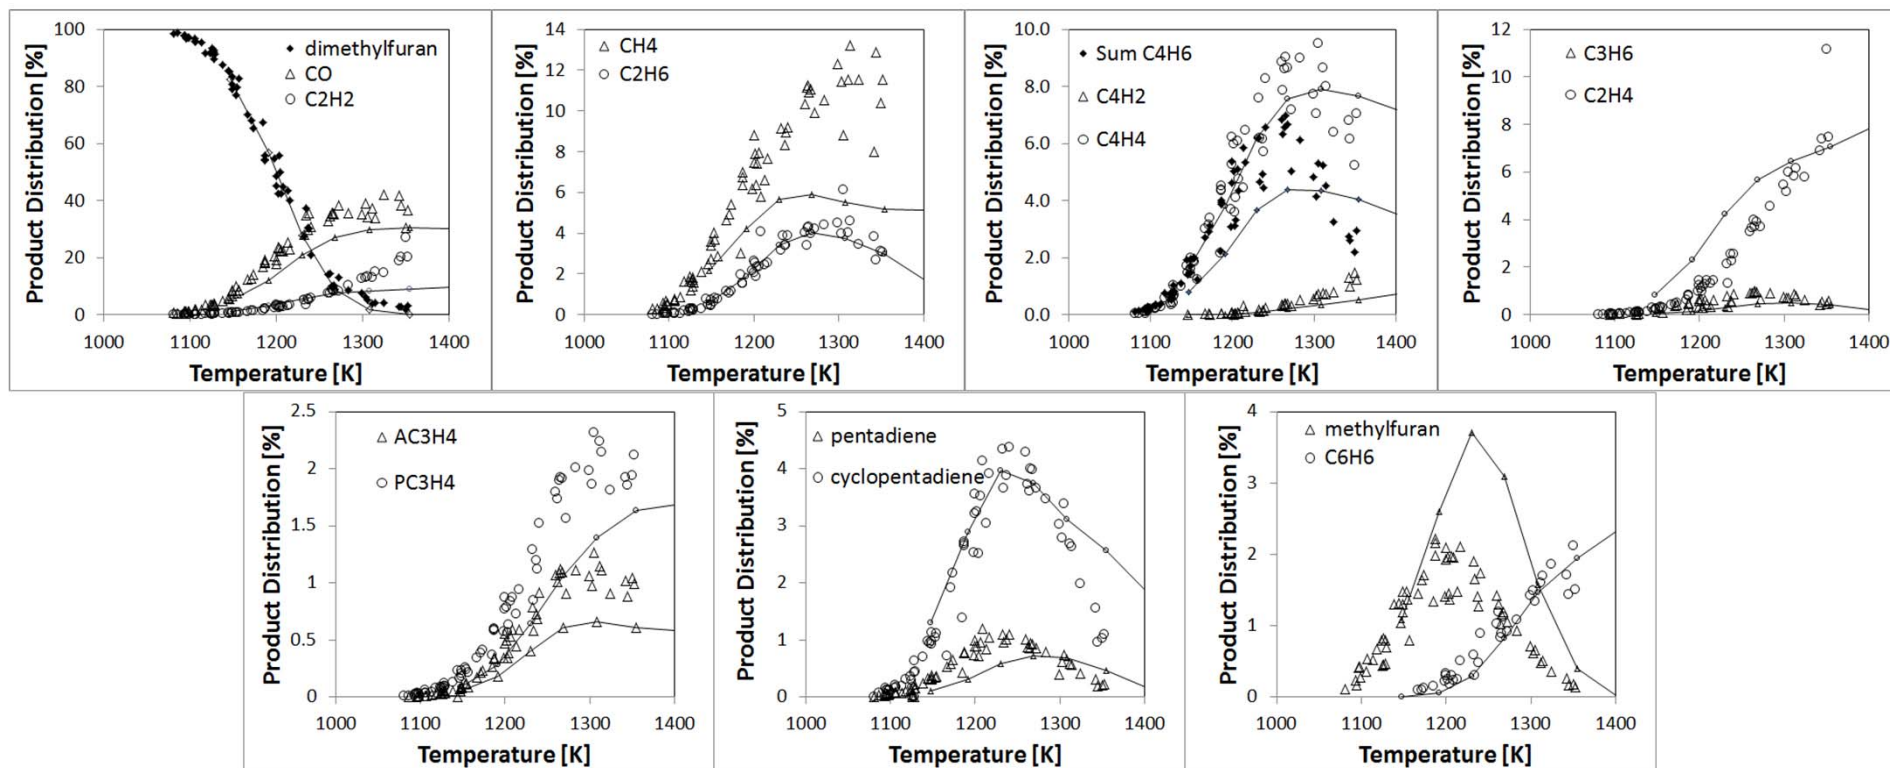 Product Distribution [%]
100
80
60
40
20
0
dimethylfuran
CO
C2H2
1000
1100
1200
1300
1400
Temperature [K]
Product Distribution [%]
14
12
10
8
6
4
2
0
CH4
C2H6
1000
1100
1200
1300
1400
Temperature [K]
Product Distribution [%]
10.0
8.0
6.0
4.0
2.0
0.0
Sum C4H6
C4H2
C4H4
1000
1100
1200
1300
1400
Temperature [K]
Product Distribution [%]
12
10
8
6
4
2
0
C3H6
C2H4
1000
1100
1200
1300
1400
Temperature [K]
Product Distribution [%]
2.5
2
1.5
1
0.5
0
AC3H4
PC3H4
1000
1100
1200
1300
1400
Temperature [K]
Product Distribution [%]
5
4
3
2
1
0
pentadiene
cyclopentadiene
1000
1100
1200
1300
1400
Temperature [K]
Product Distribution [%]
4
3
2
1
0
methylfuran
C6H6
1000
1100
1200
1300
1400
Temperature [K]